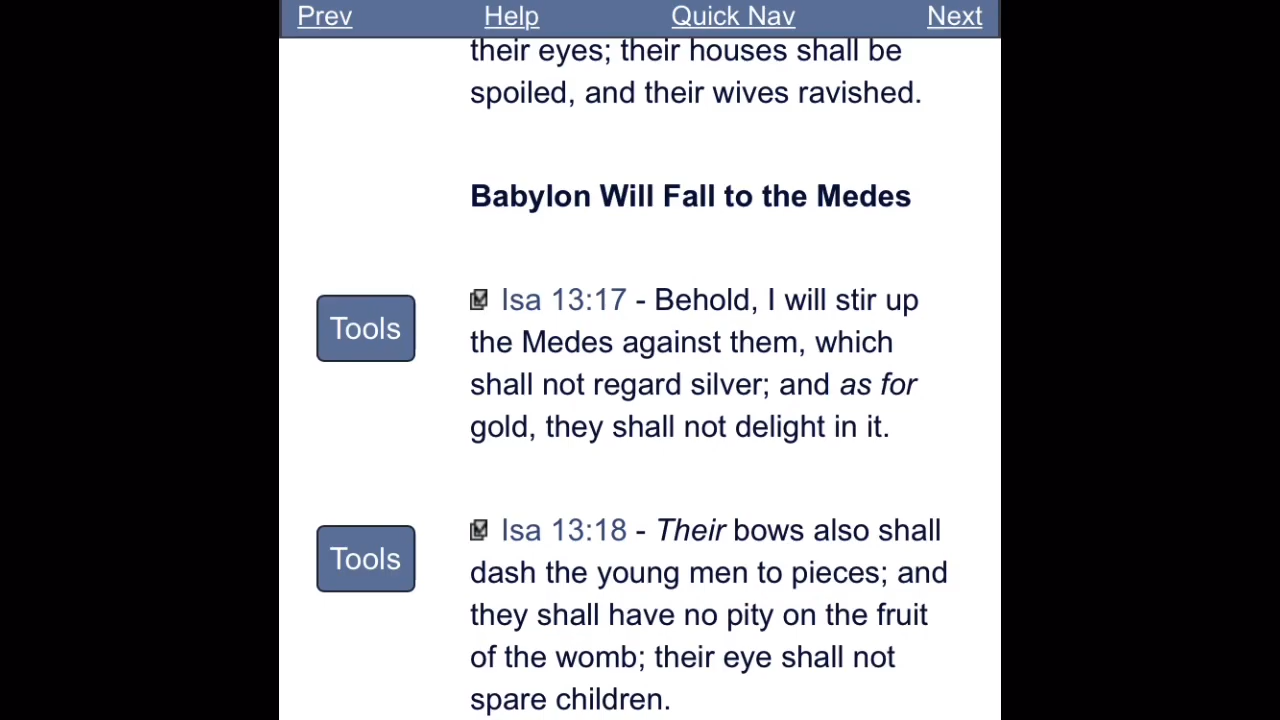 Prev Help Quick Nav Next
their eyes; their houses shall be
spoiled, and their wives ravished.
Babylon Will Fall to the Medes
Tools
Isa 13:17 - Behold, I will stir up
the Medes against them, which
shall not regard silver; and as for
gold, they shall not delight in it.
Tools
Isa 13:18 - Their bows also shall
dash the young men to pieces; and
they shall have no pity on the fruit
of the womb; their eye shall not
spare children.